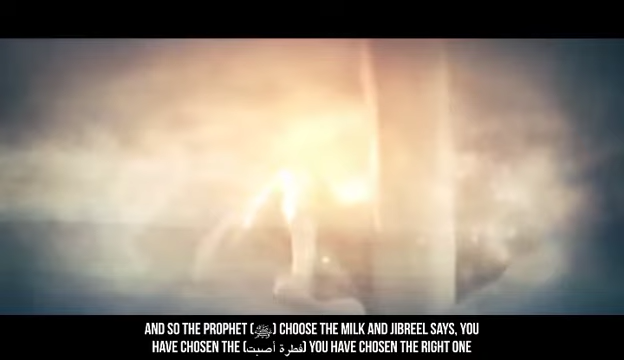 AND SO THE PROPHET (ﷺ) CHOOSE THE MILK AND JIBREEL SAYS, YOU
HAVE CHOSEN THE (فطرة أصبت) YOU HAVE CHOSEN THE RIGHT ONE